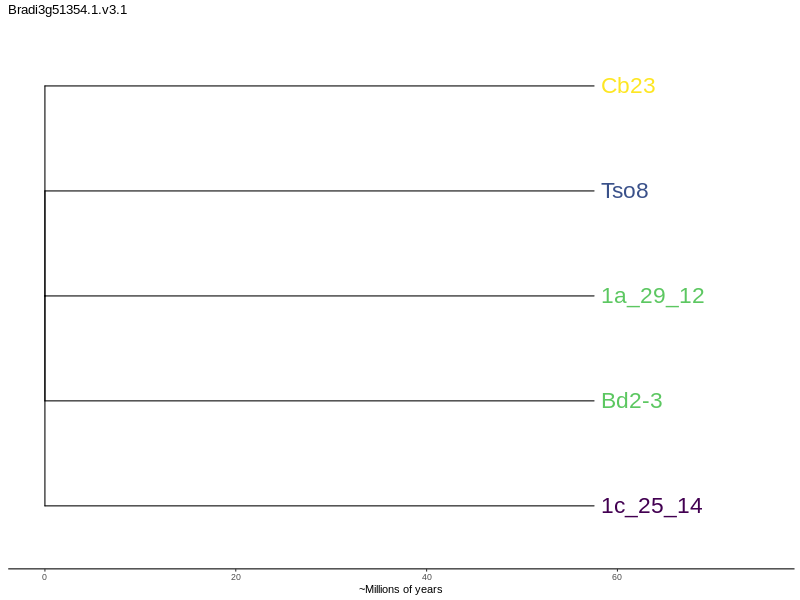 Bradi3g51354.1.v3.1
Cb23
Tso8
1a_29_12
Bd2-3
1c_25_14
0 20 40 60
~Millions of years